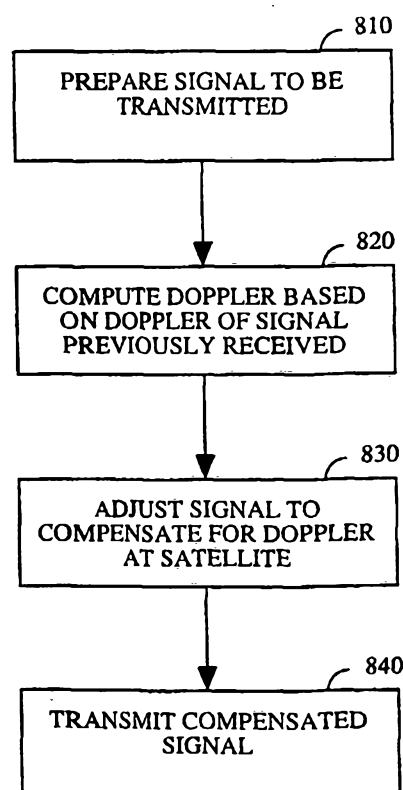 810
PREPARE SIGNAL TO BE
TRANSMITTED
820
COMPUTE DOPPLER BASED
ON DOPPLER OF SIGNAL
PREVIOUSLY RECEIVED
830
ADJUST SIGNAL TO
COMPENSATE FOR DOPPLER
AT SATELLITE
840
TRANSMIT COMPENSATED
SIGNAL